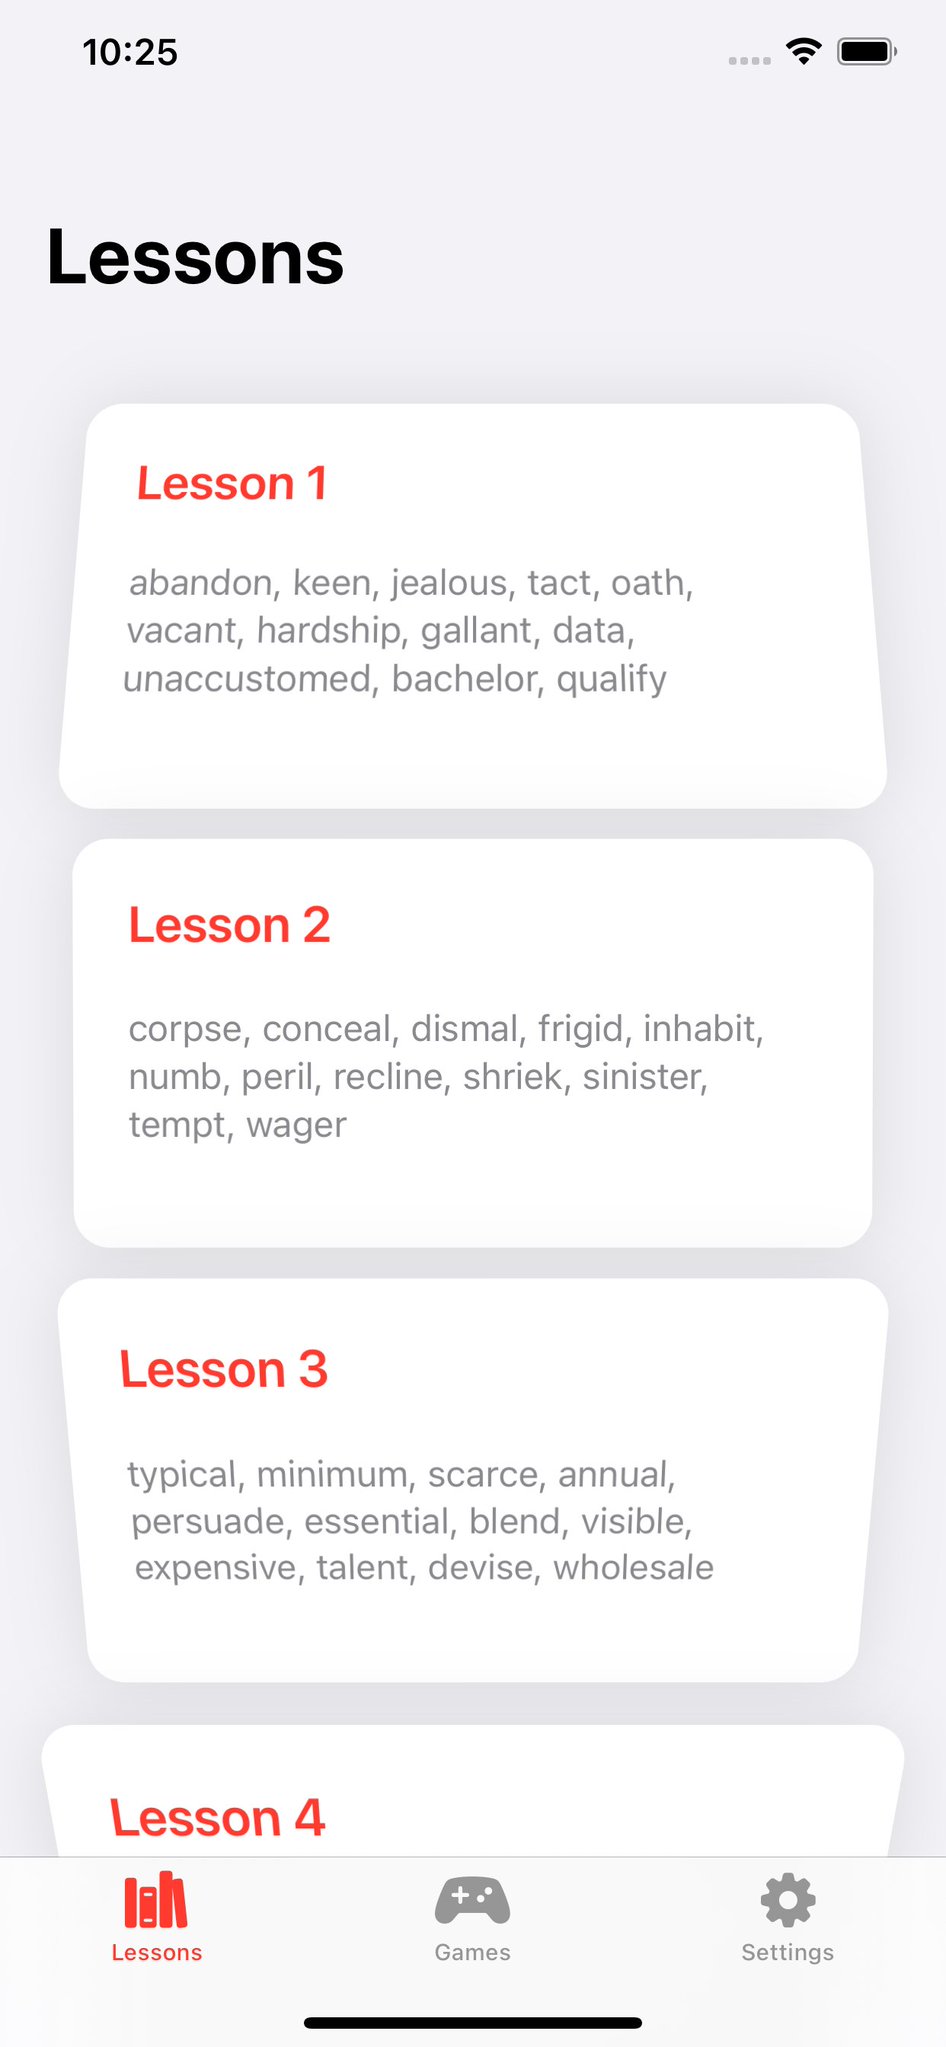 10:25
Lessons
Lesson 1
abandon, keen, jealous, tact, oath,
vacant, hardship, gallant, data,
unaccustomed, bachelor, qualify
Lesson 2
corpse, conceal, dismal, frigid, inhabit,
numb, peril, recline, shriek, sinister,
tempt, wager
Lesson 3
typical, minimum, scarce, annual,
persuade, essential, blend, visible,
expensive, talent, devise, wholesale
Lesson 4
Lessons
Games
Settings